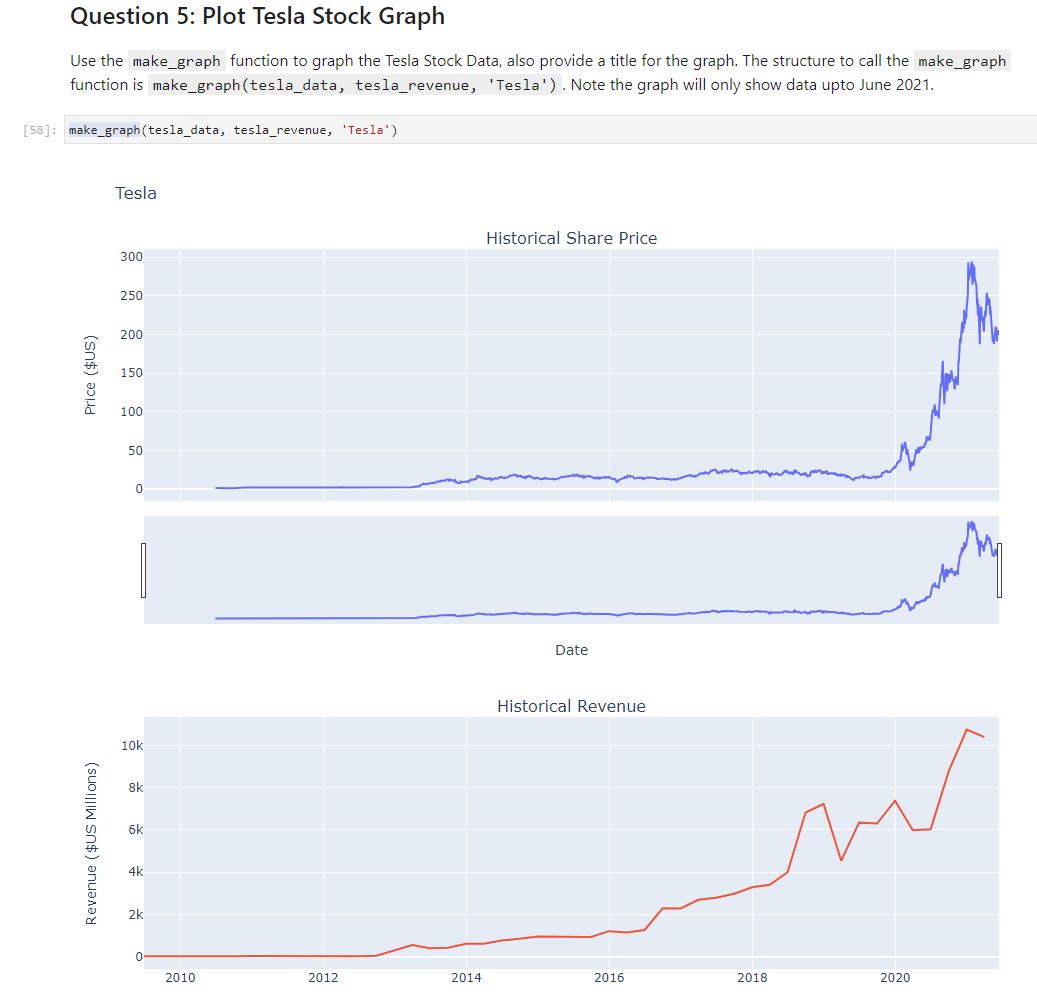 Question 5: Plot Tesla Stock Graph
Use the make_graph function to graph the Tesla Stock Data, also provide a title for the graph. The structure to call the make_graph
function is make_graph(tesla_data, tesla_revenue, 'Tesla') . Note the graph will only show data upto June 2021.
[58]: make_graph(tesla_data, tesla_revenue, 'Tesla')
Tesla
Historical Share Price
300
250
200
150
100
50
0
Price ($US)
Date
Historical Revenue
10k
8k
6k
4k
2k
0
Revenue ($US Millions)
2010 2012 2014 2016 2018 2020